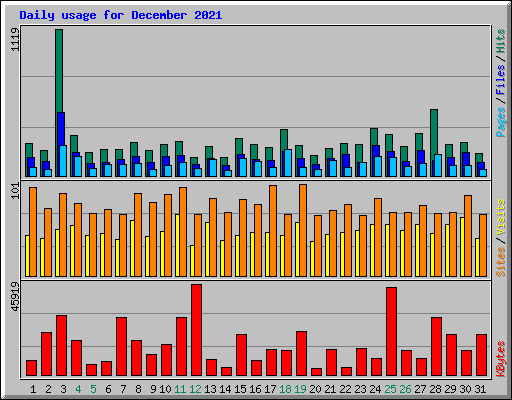 Daily usage for December 2021
1119
Pages / Files / Hits
101
Sites / Visits
45919
KBytes
1 2 3 4 5 6 7 8 9 10 11 12 13 14 15 16 17 18 19 20 21 22 23 24 25 26 27 28 29 30 31